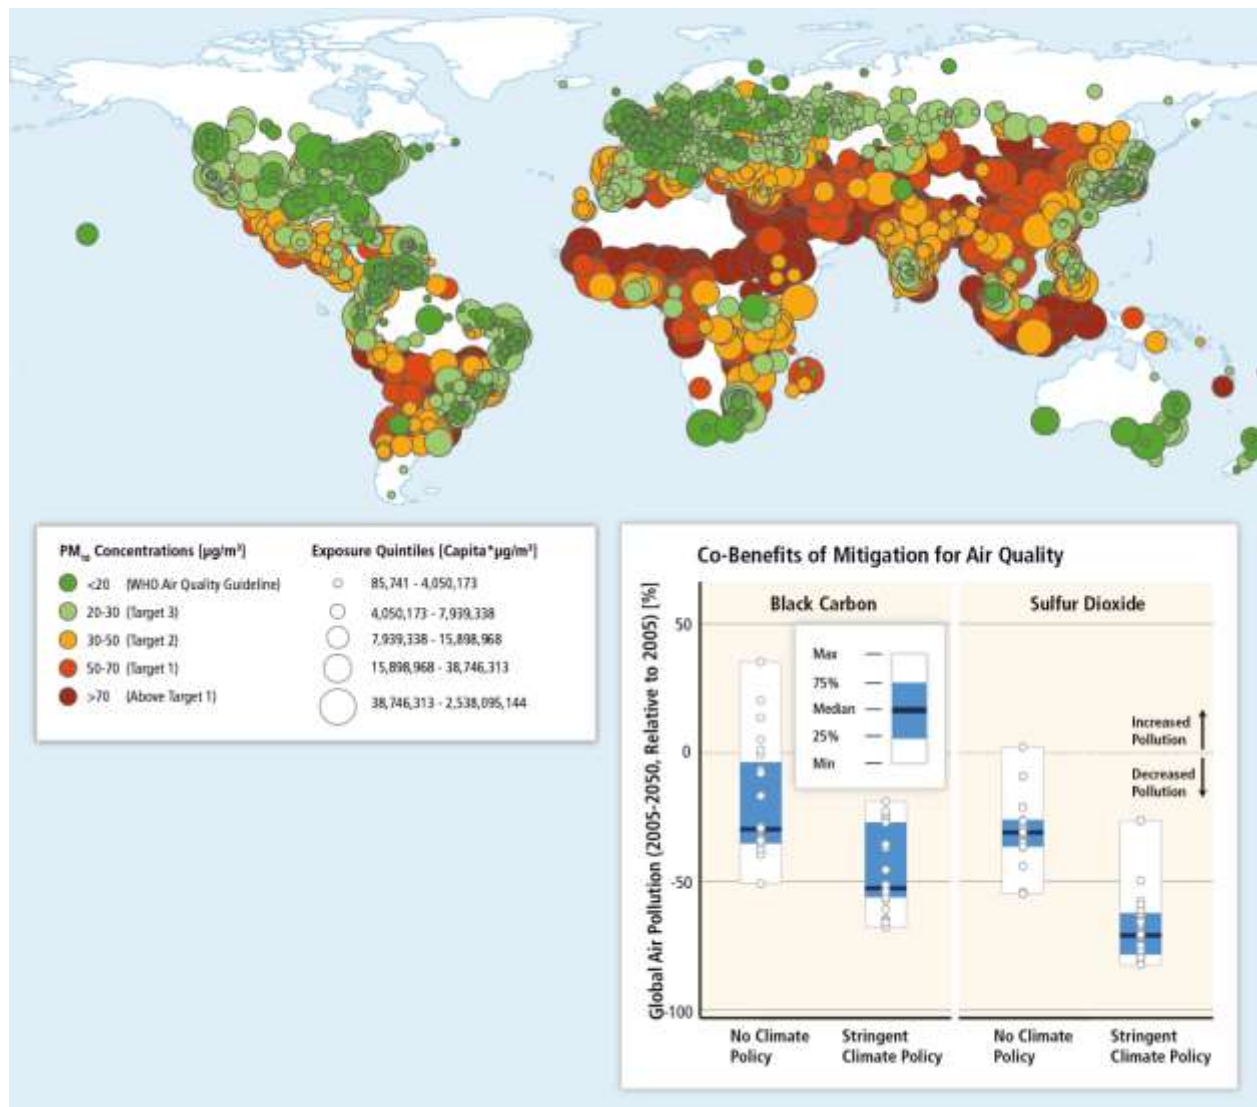 PM10 Concentrations [µg/m³]
<20 (WHO Air Quality Guideline)
20-30 (Target 3)
30-50 (Target 2)
50-70 (Target 1)
>70 (Above Target 1)
Exposure Quintiles [Capita*µg/m³]
85,741 - 4,050,173
4,050,173 - 7,939,338
7,939,338 - 15,898,968
15,898,968 - 38,746,313
38,746,313 - 2,538,095,144
Co-Benefits of Mitigation for Air Quality
Global Air Pollution (2005-2050, Relative to 2005) [%]
Black Carbon
Sulfur Dioxide
50
0
-50
-100
Max
75%
Median
25%
Min
Increased
Pollution
Decreased
Pollution
No Climate
Policy
Stringent
Climate Policy
No Climate
Policy
Stringent
Climate Policy